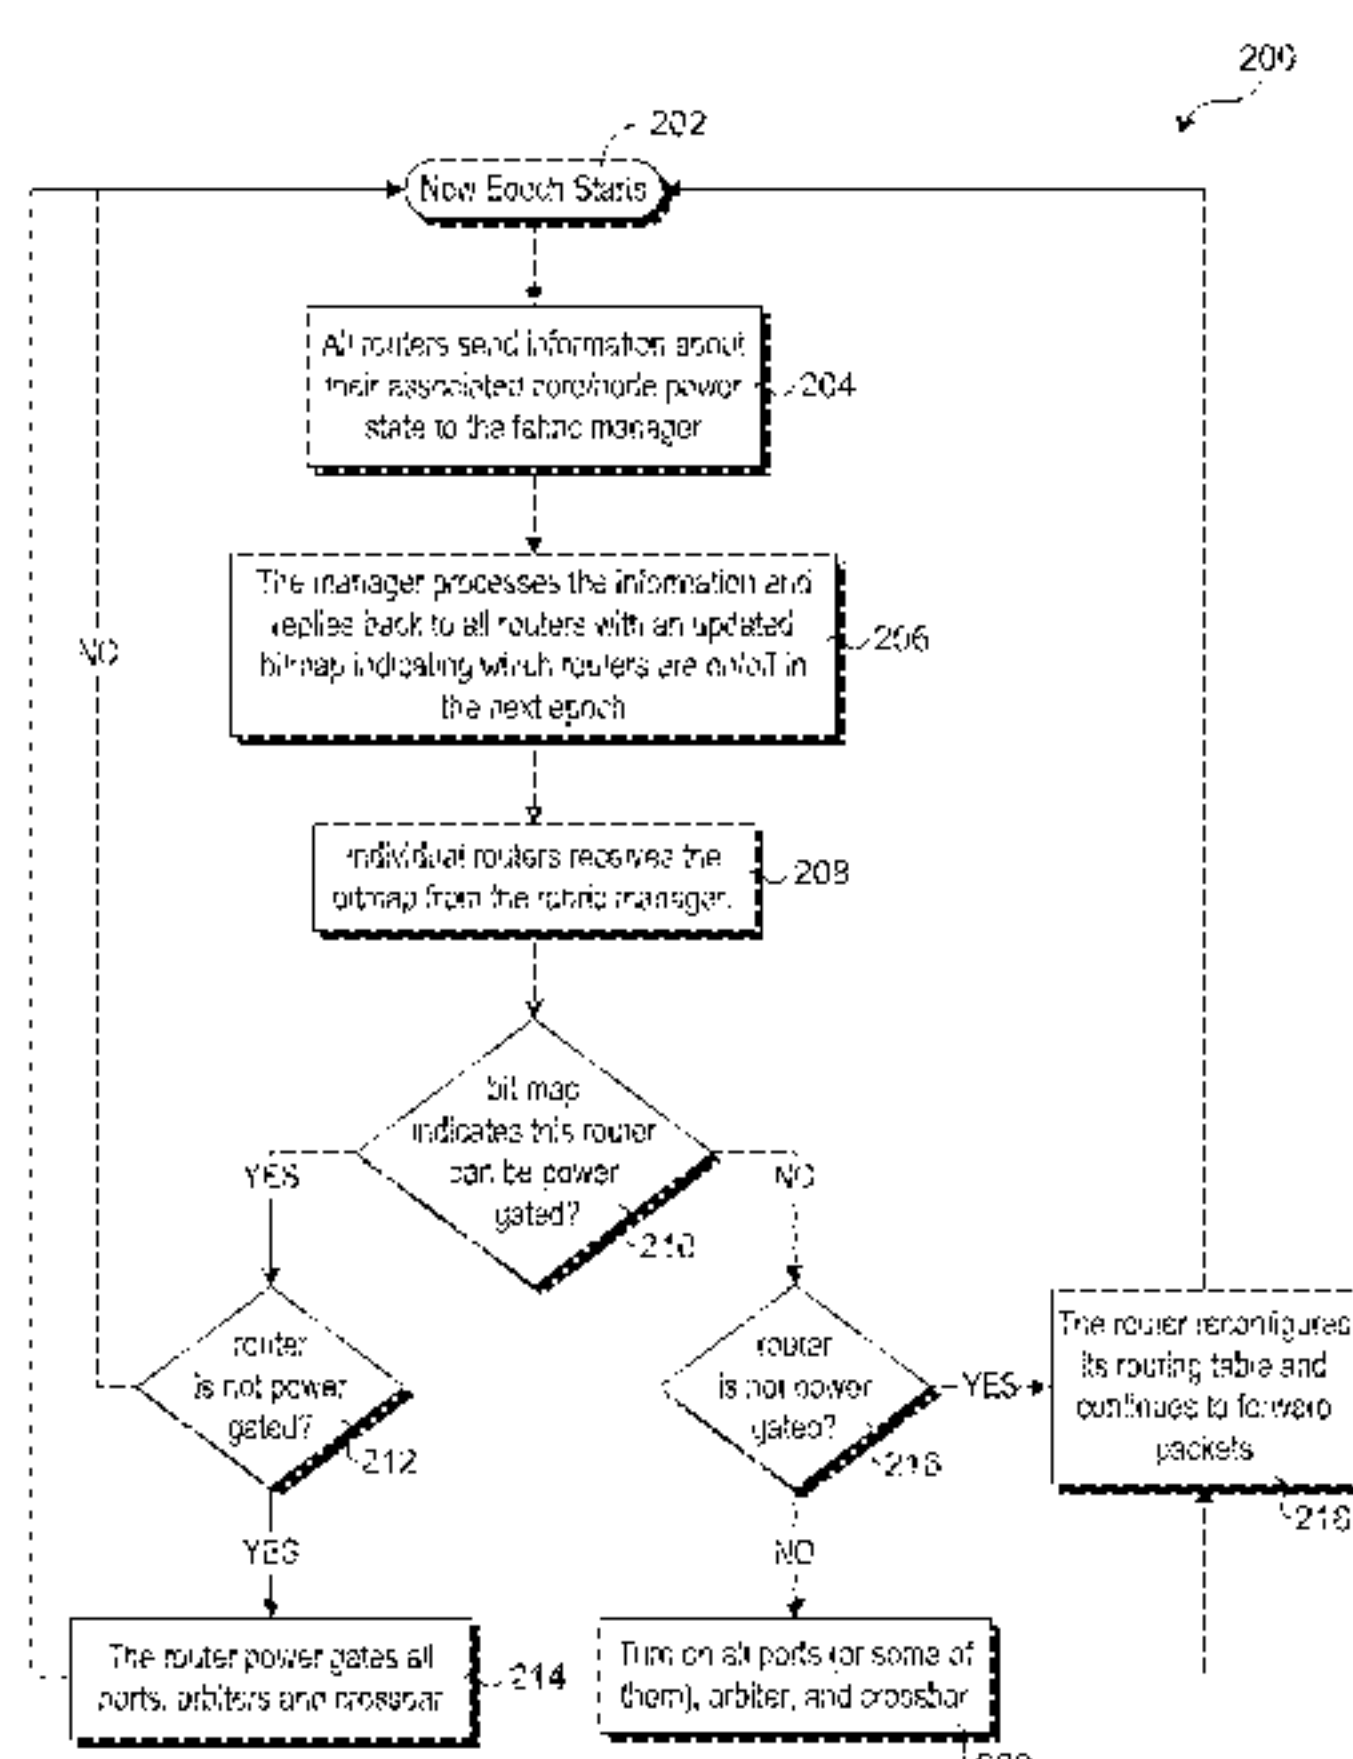 200
202
New Epoch Starts
All routers send information about
their associated core/node power
state to the fabric manager
204
The manager processes the information and
replies back to all routers with an updated
bitmap indicating which routers are on/off in
the next epoch
206
NO
Individual routers receives the
bitmap from the fabric manager.
208
bit map
indicates this router
can be power
gated?
210
YES
NO
router
is not power
gated?
212
router
is not power
gated?
YES
The router reconfigures
its routing table and
continues to forward
packets
YES
NO
The router power gates all
ports, arbiters and crossbar
214
Turn on all ports (or some of
them), arbiter, and crossbar